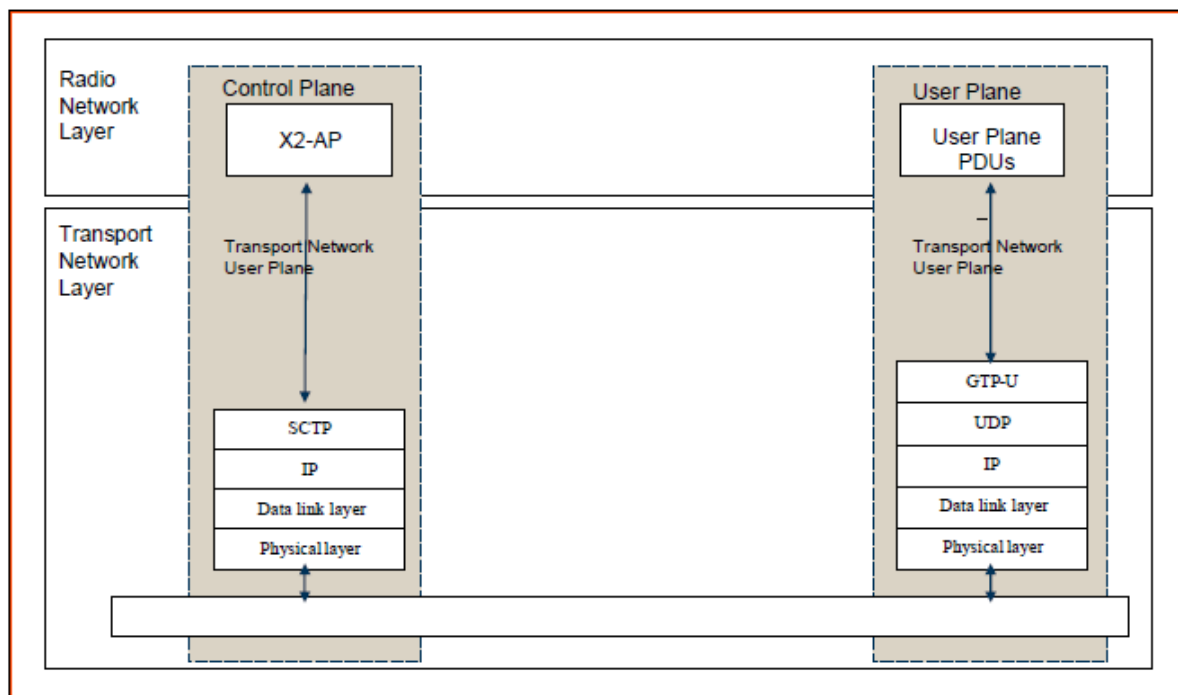 Radio
Network
Layer
Control Plane
X2-AP
User Plane
User Plane
PDUs
Transport
Network
Layer
Transport Network
User Plane
–
Transport Network
User Plane
SCTP
IP
Data link layer
Physical layer
GTP-U
UDP
IP
Data link layer
Physical layer